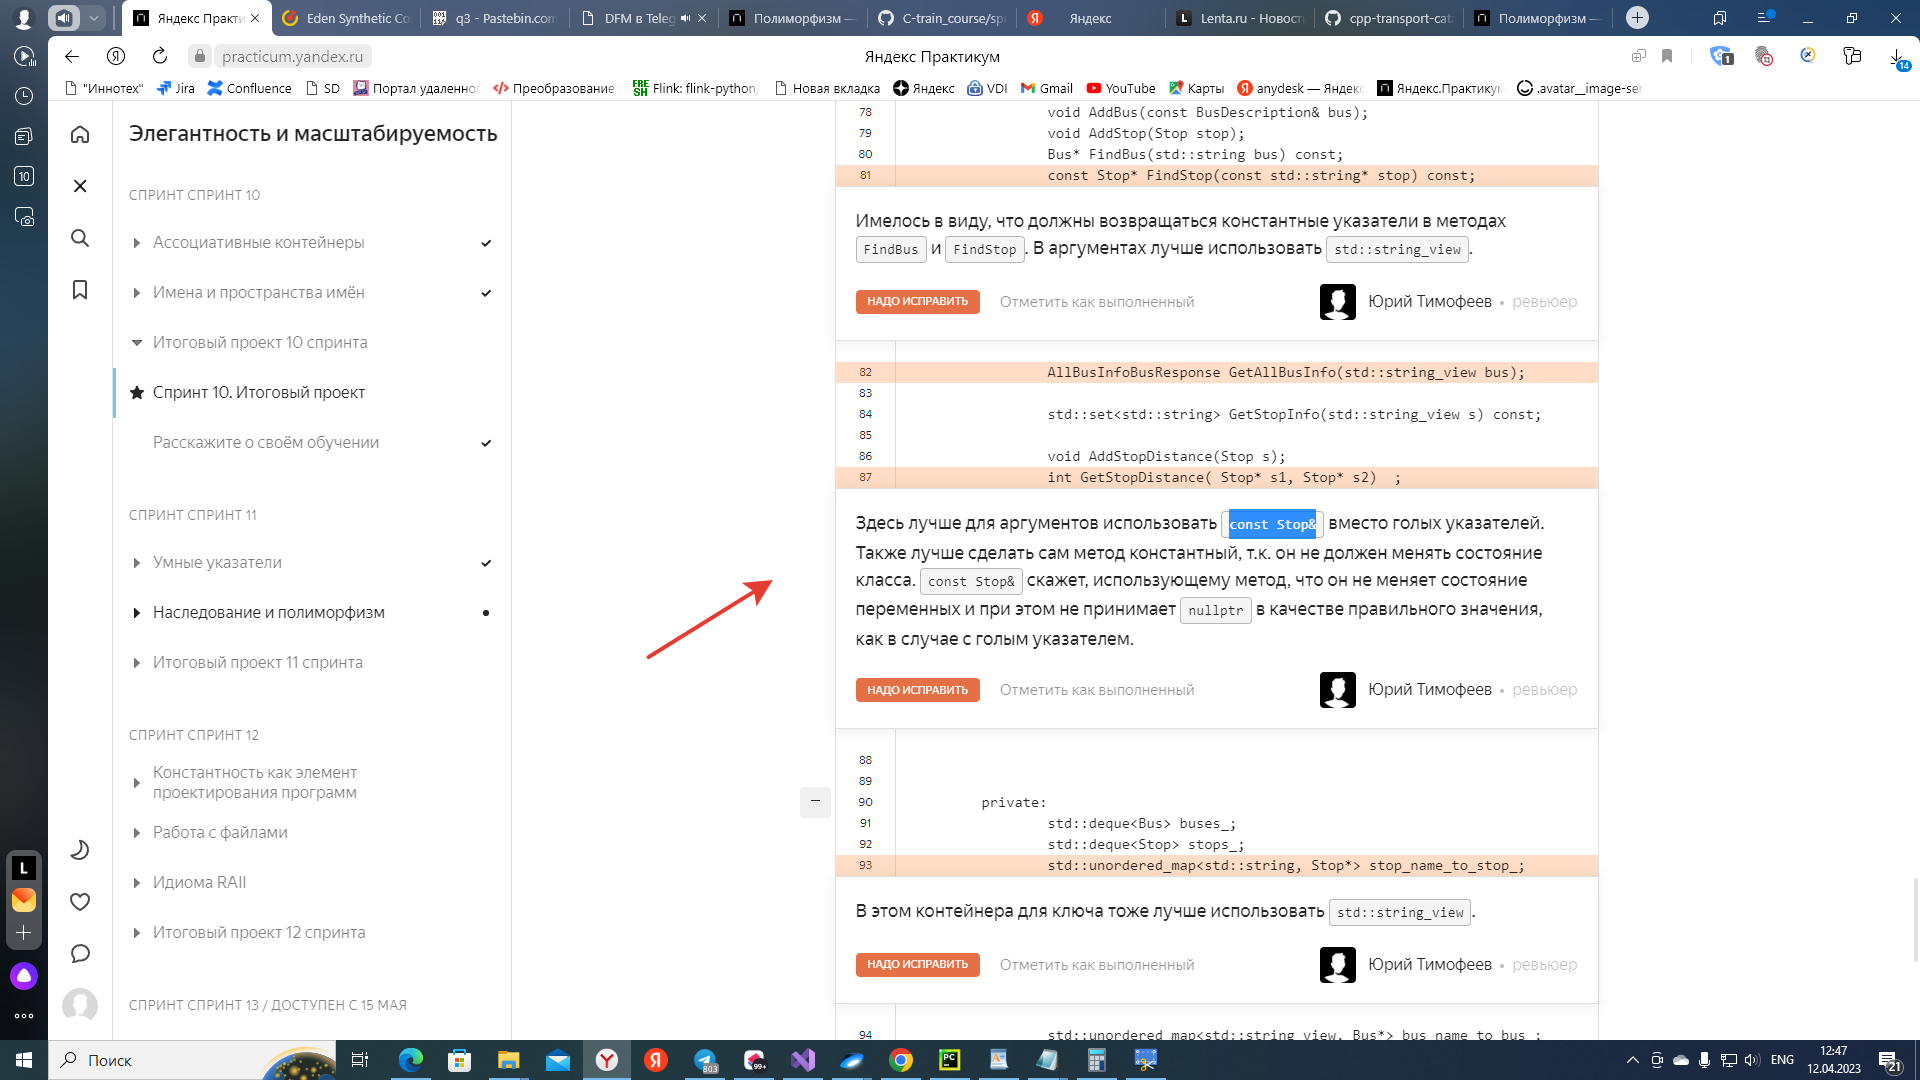 Яндекс Практи
Eden Synthetic Co
q3 - Pastebin.com
DFM в Teleg
Полиморфизм —
C-train_course/spr
Яндекс
Lenta.ru - Новост
cpp-transport-cat
Полиморфизм —
practicum.yandex.ru
Яндекс Практикум
1
14
"Иннотех"
Jira
Confluence
SD
Портал удаленног
Преобразование
Flink: flink-python/
Новая вкладка
Яндекс
VDI
Gmail
YouTube
Карты
anydesk — Яндекс
Яндекс.Практикум
.avatar__image-ser
10
Элегантность и масштабируемость
СПРИНТ СПРИНТ 10
Ассоциативные контейнеры
Имена и пространства имён
Итоговый проект 10 спринта
Спринт 10. Итоговый проект
Расскажите о своём обучении
СПРИНТ СПРИНТ 11
Умные указатели
Наследование и полиморфизм
Итоговый проект 11 спринта
СПРИНТ СПРИНТ 12
Константность как элемент
проектирования программ
Работа с файлами
Идиома RAII
Итоговый проект 12 спринта
СПРИНТ СПРИНТ 13 / ДОСТУПЕН С 15 МАЯ
78 void AddBus(const BusDescription& bus);
79 void AddStop(Stop stop);
80 Bus* FindBus(std::string bus) const;
81 const Stop* FindStop(const std::string* stop) const;
Имелось в виду, что должны возвращаться константные указатели в методах
FindBus и FindStop. В аргументах лучше использовать std::string_view.
НАДО ИСПРАВИТЬ Отметить как выполненный Юрий Тимофеев • ревьюер
82 AllBusInfoBusResponse GetAllBusInfo(std::string_view bus);
83
84 std::set<std::string> GetStopInfo(std::string_view s) const;
85
86 void AddStopDistance(Stop s);
87 int GetStopDistance( Stop* s1, Stop* s2)  ;
Здесь лучше для аргументов использовать const Stop& вместо голых указателей.
Также лучше сделать сам метод константный, т.к. он не должен менять состояние
класса. const Stop& скажет, использующему метод, что он не меняет состояние
переменных и при этом не принимает nullptr в качестве правильного значения,
как в случае с голым указателем.
НАДО ИСПРАВИТЬ Отметить как выполненный Юрий Тимофеев • ревьюер
88
89
90 private:
91 std::deque<Bus> buses_;
92 std::deque<Stop> stops_;
93 std::unordered_map<std::string, Stop*> stop_name_to_stop_;
В этом контейнера для ключа тоже лучше использовать std::string_view.
НАДО ИСПРАВИТЬ Отметить как выполненный Юрий Тимофеев • ревьюер
94 std::unordered_map<std::string_view, Bus*> bus_name_to_bus_;
L
Поиск
803
99+
PC
ENG
12:47
12.04.2023
21